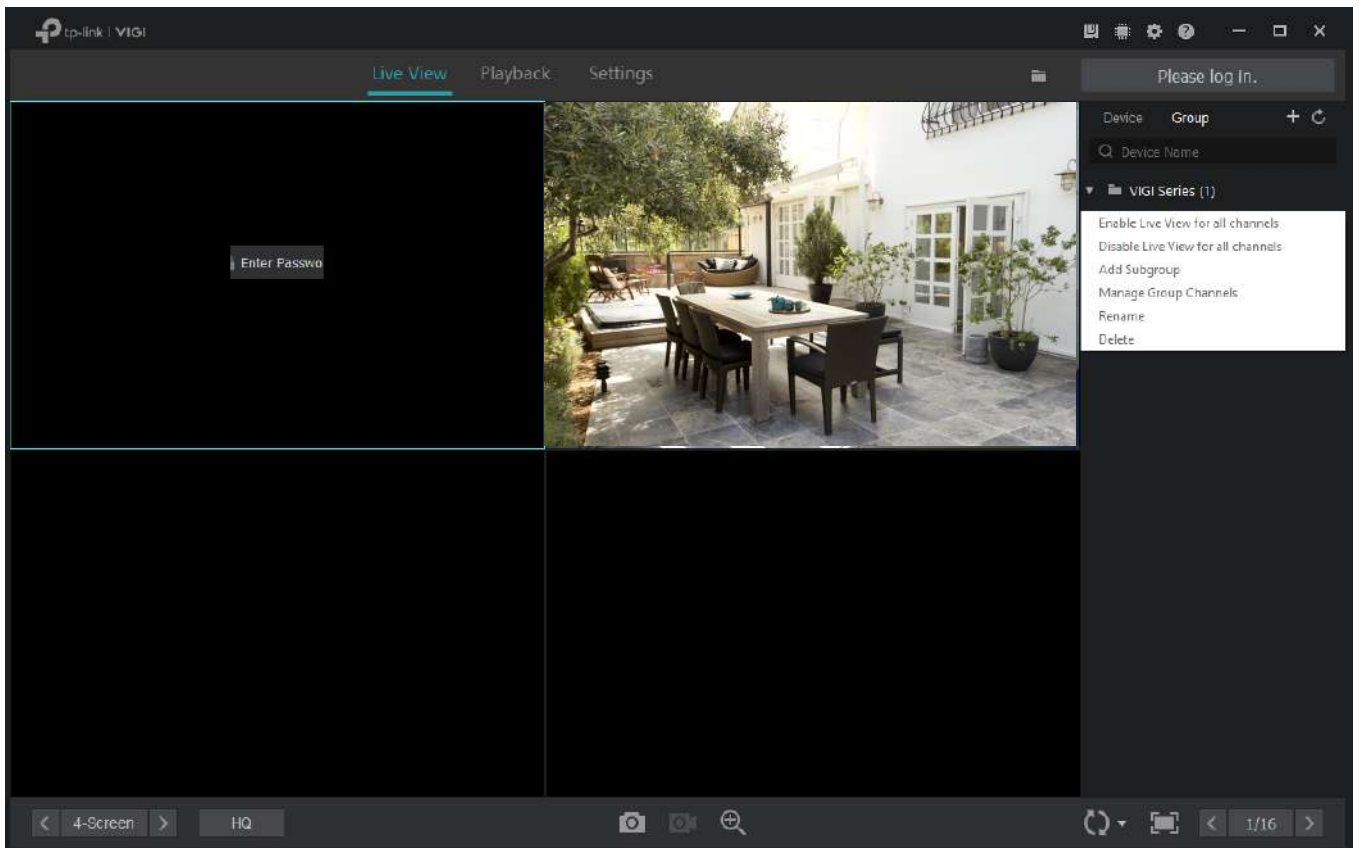 tp-link | VIGI
Live View Playback Settings
Please log in.
Device Group
Device Name
VIGI Series (1)
Enable Live View for all channels
Disable Live View for all channels
Add Subgroup
Manage Group Channels
Rename
Delete
Enter Passwo
4-Screen HQ 1/16